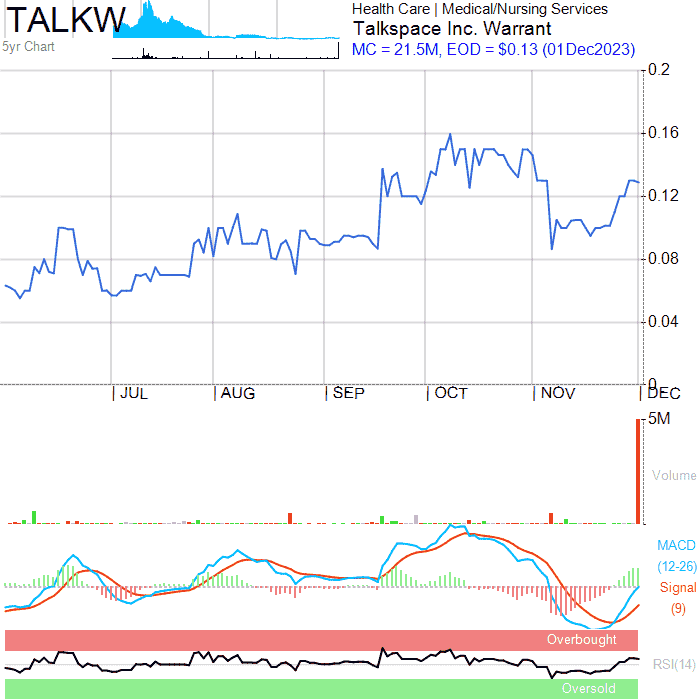 TALKW
5yr Chart
Health Care | Medical/Nursing Services
Talkspace Inc. Warrant
MC = 21.5M, EOD = $0.13 (01Dec2023)
0.2
0.16
0.12
0.08
0.04
0
JUL AUG SEP OCT NOV DEC
5M
Volume
MACD
(12-26)
Signal
(9)
Overbought
RSI(14)
Oversold